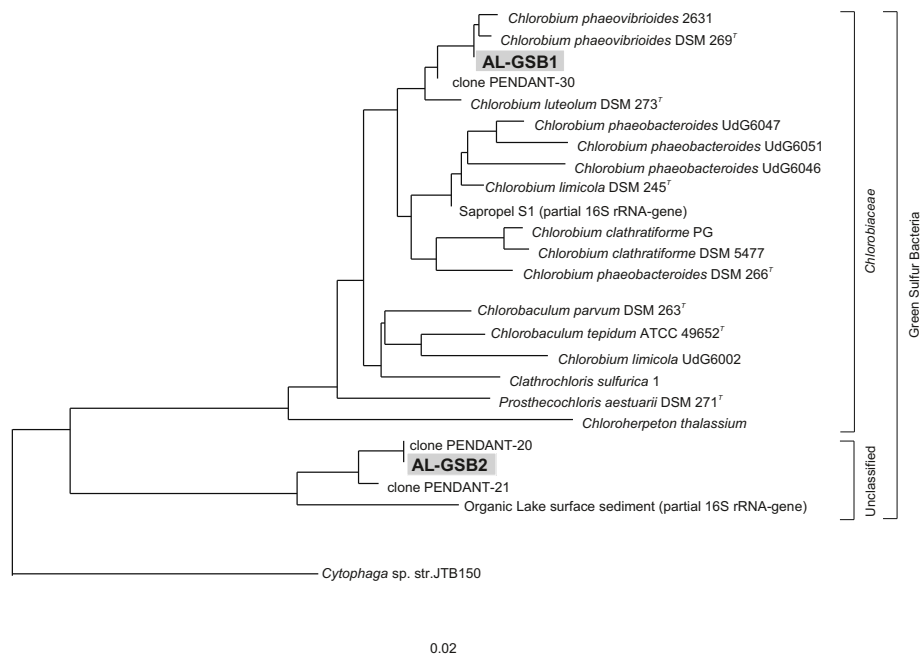 Chlorobium phaeovibrioides 2631
Chlorobium phaeovibrioides DSM 269T
AL-GSB1
clone PENDANT-30
Chlorobium luteolum DSM 273T
Chlorobium phaeobacteroides UdG6047
Chlorobium phaeobacteroides UdG6051
Chlorobium phaeobacteroides UdG6046
Chlorobium limicola DSM 245T
Sapropel S1 (partial 16S rRNA-gene)
Chlorobium clathratiforme PG
Chlorobium clathratiforme DSM 5477
Chlorobium phaeobacteroides DSM 266T
Chlorobaculum parvum DSM 263T
Chlorobaculum tepidum ATCC 49652T
Chlorobium limicola UdG6002
Clathrochloris sulfurica 1
Prosthecochloris aestuarii DSM 271T
Chloroherpeton thalassium
clone PENDANT-20
AL-GSB2
clone PENDANT-21
Organic Lake surface sediment (partial 16S rRNA-gene)
Cytophaga sp. str.JTB150
Chlorobiaceae
Unclassified
Green Sulfur Bacteria
0.02